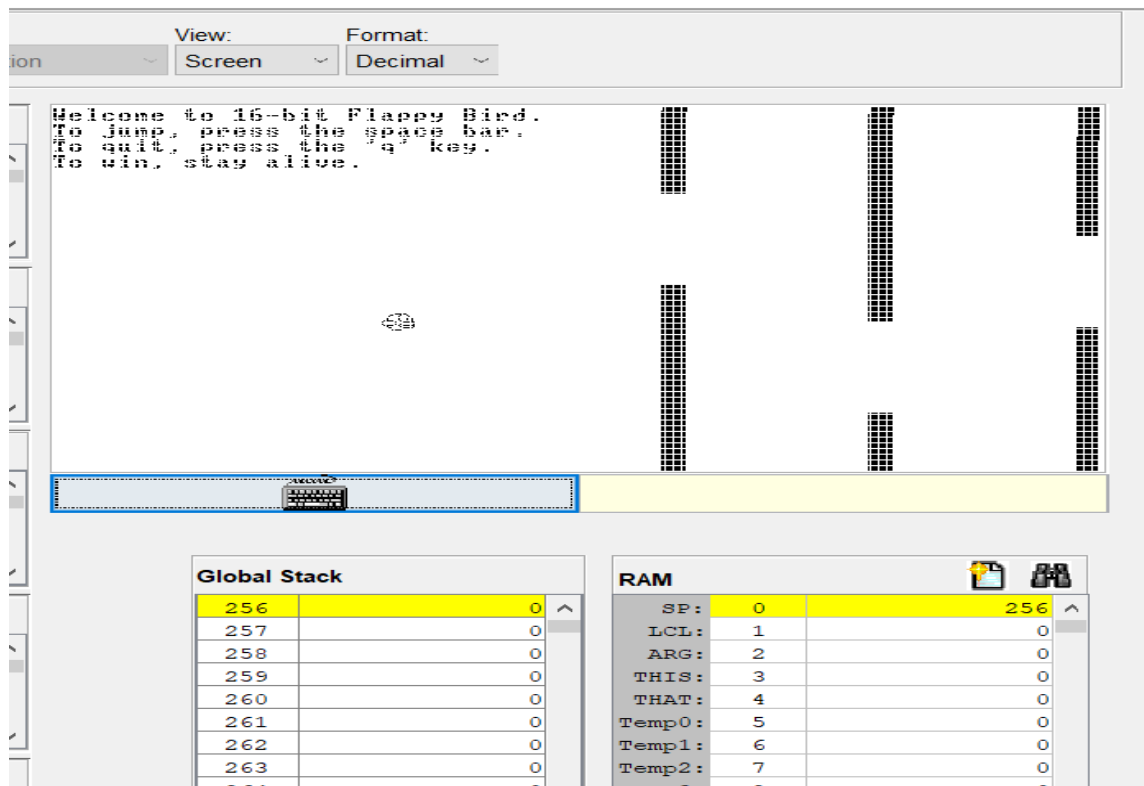 View: Format:
tion Screen Decimal
Welcome to 16-bit Flappy Bird.
To jump, press the space bar.
To quit, press the 'q' key.
To win, stay alive.
Global Stack
256 0
257 0
258 0
259 0
260 0
261 0
262 0
263 0
RAM
SP: 0 256
LCL: 1 0
ARG: 2 0
THIS: 3 0
THAT: 4 0
Temp0: 5 0
Temp1: 6 0
Temp2: 7 0